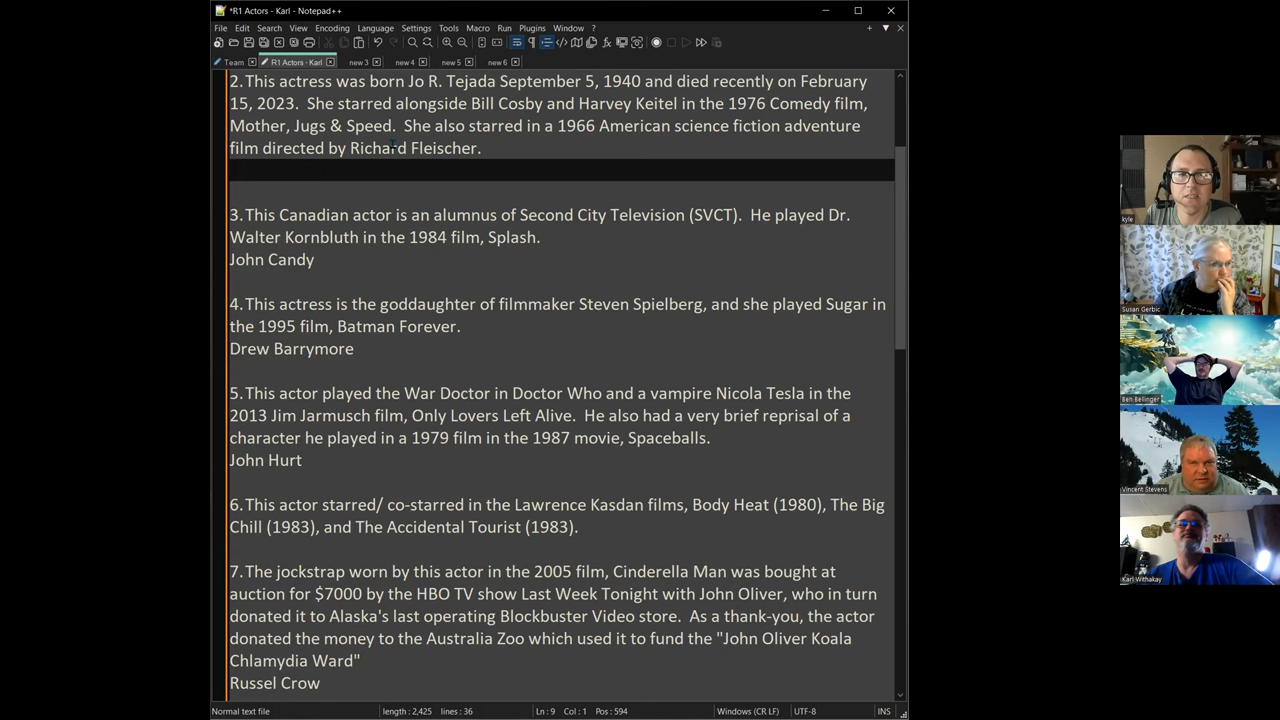 *R1 Actors - Karl - Notepad++
File Edit Search View Encoding Language Settings Tools Macro Run Plugins Window ?
Team R1 Actors - Karl new 3 new 4 new 5 new 6
2.This actress was born Jo R. Tejada September 5, 1940 and died recently on February
15, 2023.  She starred alongside Bill Cosby and Harvey Keitel in the 1976 Comedy film,
Mother, Jugs & Speed.  She also starred in a 1966 American science fiction adventure
film directed by Richard Fleischer.
3.This Canadian actor is an alumnus of Second City Television (SVCT).  He played Dr.
Walter Kornbluth in the 1984 film, Splash.
John Candy
4.This actress is the goddaughter of filmmaker Steven Spielberg, and she played Sugar in
the 1995 film, Batman Forever.
Drew Barrymore
5.This actor played the War Doctor in Doctor Who and a vampire Nicola Tesla in the
2013 Jim Jarmusch film, Only Lovers Left Alive.  He also had a very brief reprisal of a
character he played in a 1979 film in the 1987 movie, Spaceballs.
John Hurt
6.This actor starred/ co-starred in the Lawrence Kasdan films, Body Heat (1980), The Big
Chill (1983), and The Accidental Tourist (1983).
7.The jockstrap worn by this actor in the 2005 film, Cinderella Man was bought at
auction for $7000 by the HBO TV show Last Week Tonight with John Oliver, who in turn
donated it to Alaska's last operating Blockbuster Video store.  As a thank-you, the actor
donated the money to the Australia Zoo which used it to fund the "John Oliver Koala
Chlamydia Ward"
Russel Crow
Normal text file length : 2,425 lines : 36 Ln : 9 Col : 1 Pos : 594 Windows (CR LF) UTF-8 INS
kyle
Susan Gerbic
Ben Bellinger
Vincent Stevens
Karl Withakay